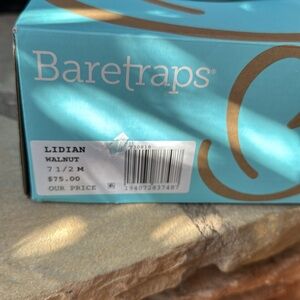 Baretraps®
LIDIAN
WALNUT
7 1/2 M
$75.00
OUR PRICE